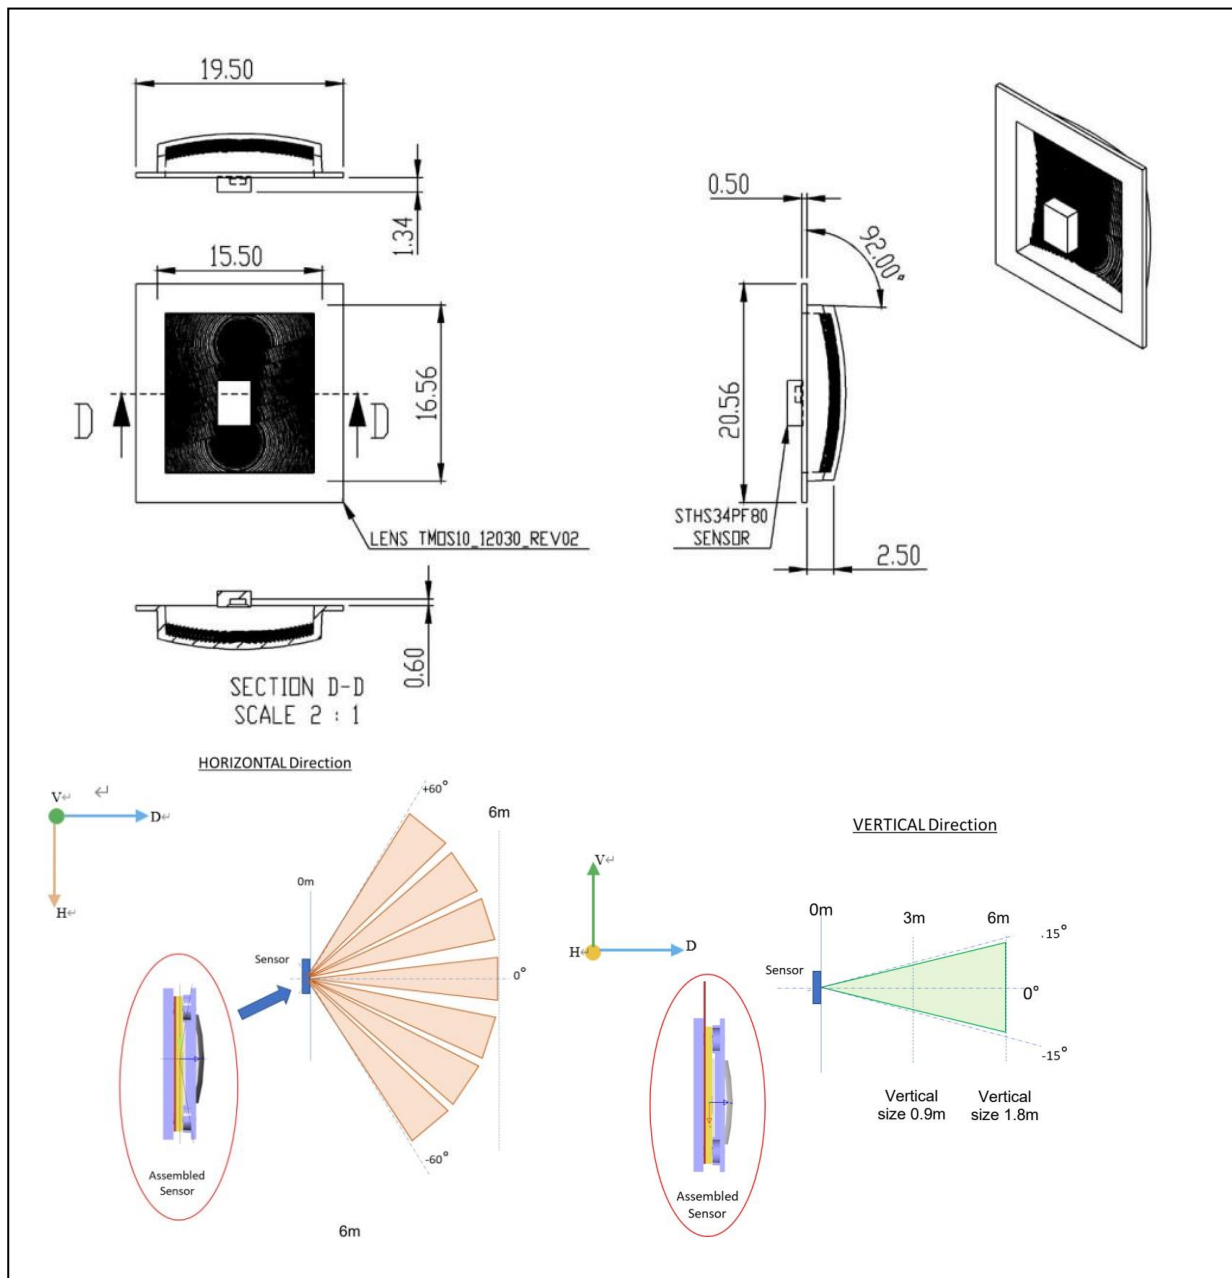 19.50
1.34
15.50
16.56
D
D
LENS TMOS10_12030_REV02
0.60
SECTION D-D
SCALE 2 : 1
0.50
92.00°
20.56
STHS34PF80
SENSOR
2.50
HORIZONTAL Direction
V↵
↵
D↵
H↵
+60°
6m
0m
Sensor
0°
-60°
Assembled
Sensor
6m
VERTICAL Direction
V↵
H↵
D
0m
3m
6m
Sensor
.15°
0°
-15°
Vertical
size 0.9m
Vertical
size 1.8m
Assembled
Sensor